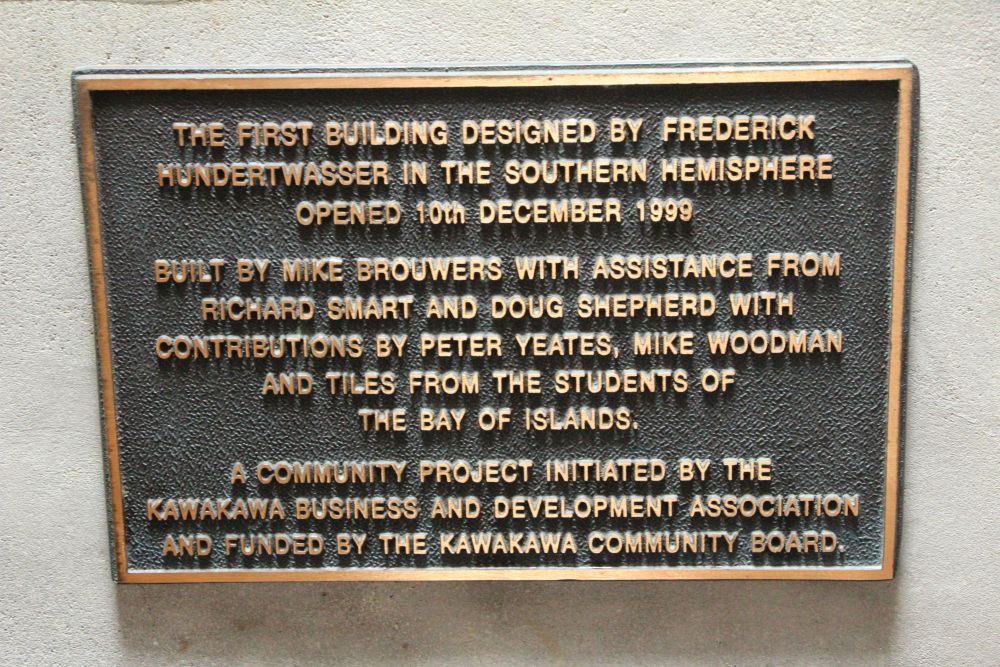 THE FIRST BUILDING DESIGNED BY FREDERICK
HUNDERTWASSER IN THE SOUTHERN HEMISPHERE
OPENED 10th DECEMBER 1999
BUILT BY MIKE BROUWERS WITH ASSISTANCE FROM
RICHARD SMART AND DOUG SHEPHERD WITH
CONTRIBUTIONS BY PETER YEATES, MIKE WOODMAN
AND TILES FROM THE STUDENTS OF
THE BAY OF ISLANDS.
A COMMUNITY PROJECT INITIATED BY THE
KAWAKAWA BUSINESS AND DEVELOPMENT ASSOCIATION
AND FUNDED BY THE KAWAKAWA COMMUNITY BOARD.